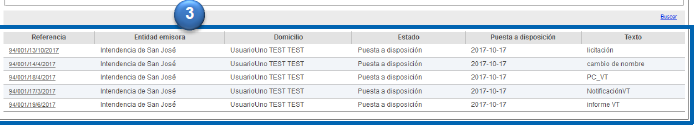 3
Buscar
Referencia Entidad emisora Domicilio Estado Puesta a disposición Texto
94/001/13/10/2017 Intendencia de San José UsuarioUno TEST TEST Puesta a disposición 2017-10-17 licitación
94/001/14/4/2017 Intendencia de San José UsuarioUno TEST TEST Puesta a disposición 2017-10-17 cambio de nombre
94/001/16/4/2017 Intendencia de San José UsuarioUno TEST TEST Puesta a disposición 2017-10-17 PC_VT
94/001/17/3/2017 Intendencia de San José UsuarioUno TEST TEST Puesta a disposición 2017-10-17 NotificaciónVT
94/001/19/6/2017 Intendencia de San José UsuarioUno TEST TEST Puesta a disposición 2017-10-17 informe VT